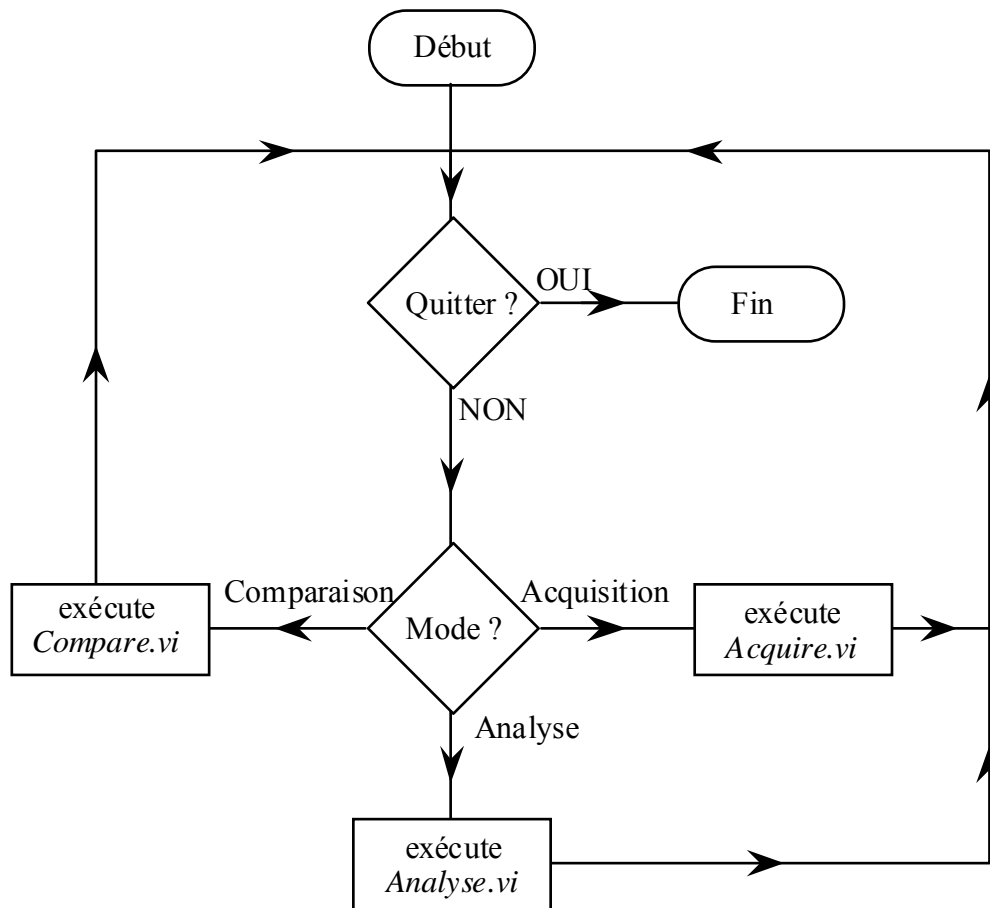 Début
OUI
Quitter ?
Fin
NON
Comparaison
Acquisition
exécute
Compare.vi
Mode ?
exécute
Acquire.vi
Analyse
exécute
Analyse.vi